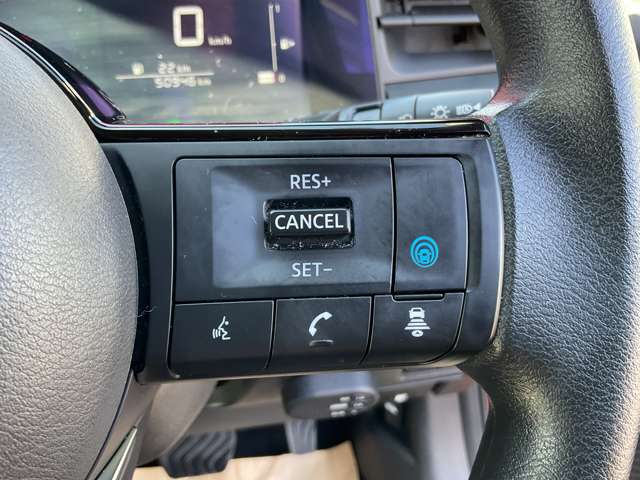 0 km/h
22 km
RES+
CANCEL
SET−